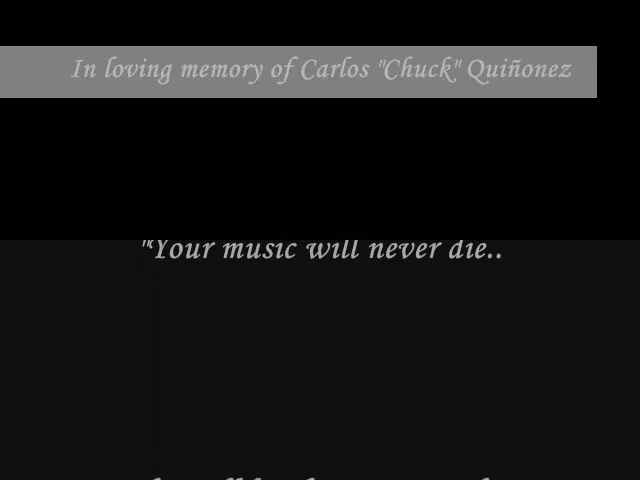 In loving memory of Carlos "Chuck" Quiñonez
"Your music will never die..